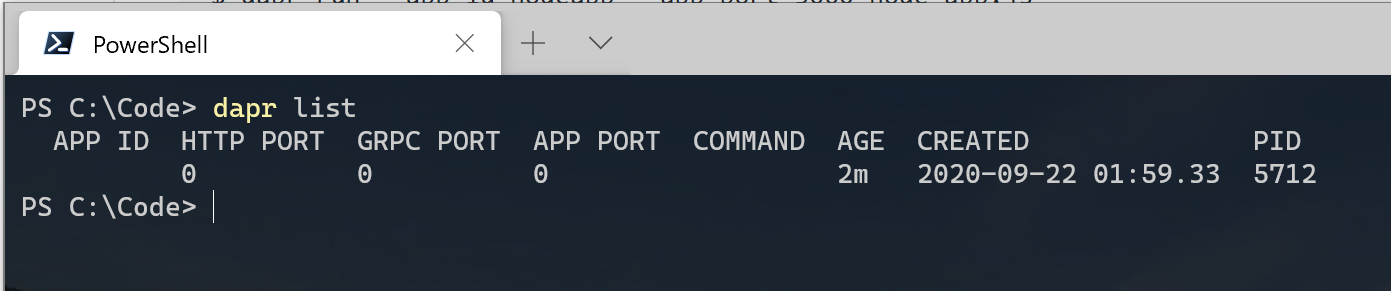 PowerShell
PS C:\Code> dapr list
APP ID  HTTP PORT  GRPC PORT  APP PORT  COMMAND  AGE  CREATED              PID
        0          0          0                  2m   2020-09-22 01:59.33  5712
PS C:\Code>